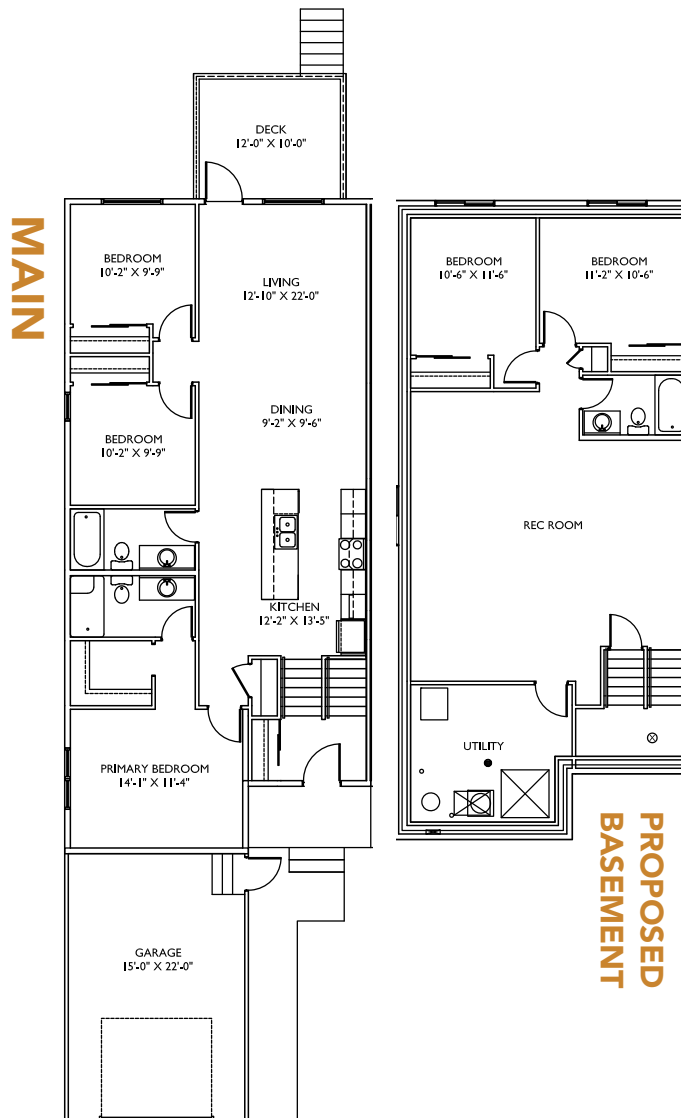 MAIN
DECK
12'-0" X 10'-0"
BEDROOM
10'-2" X 9'-9"
LIVING
12'-10" X 22'-0"
DINING
9'-2" X 9'-6"
BEDROOM
10'-2" X 9'-9"
KITCHEN
12'-2" X 13'-5"
PRIMARY BEDROOM
14'-1" X 11'-4"
GARAGE
15'-0" X 22'-0"
BEDROOM
10'-6" X 11'-6"
BEDROOM
11'-2" X 10'-6"
REC ROOM
UTILITY
PROPOSED
BASEMENT